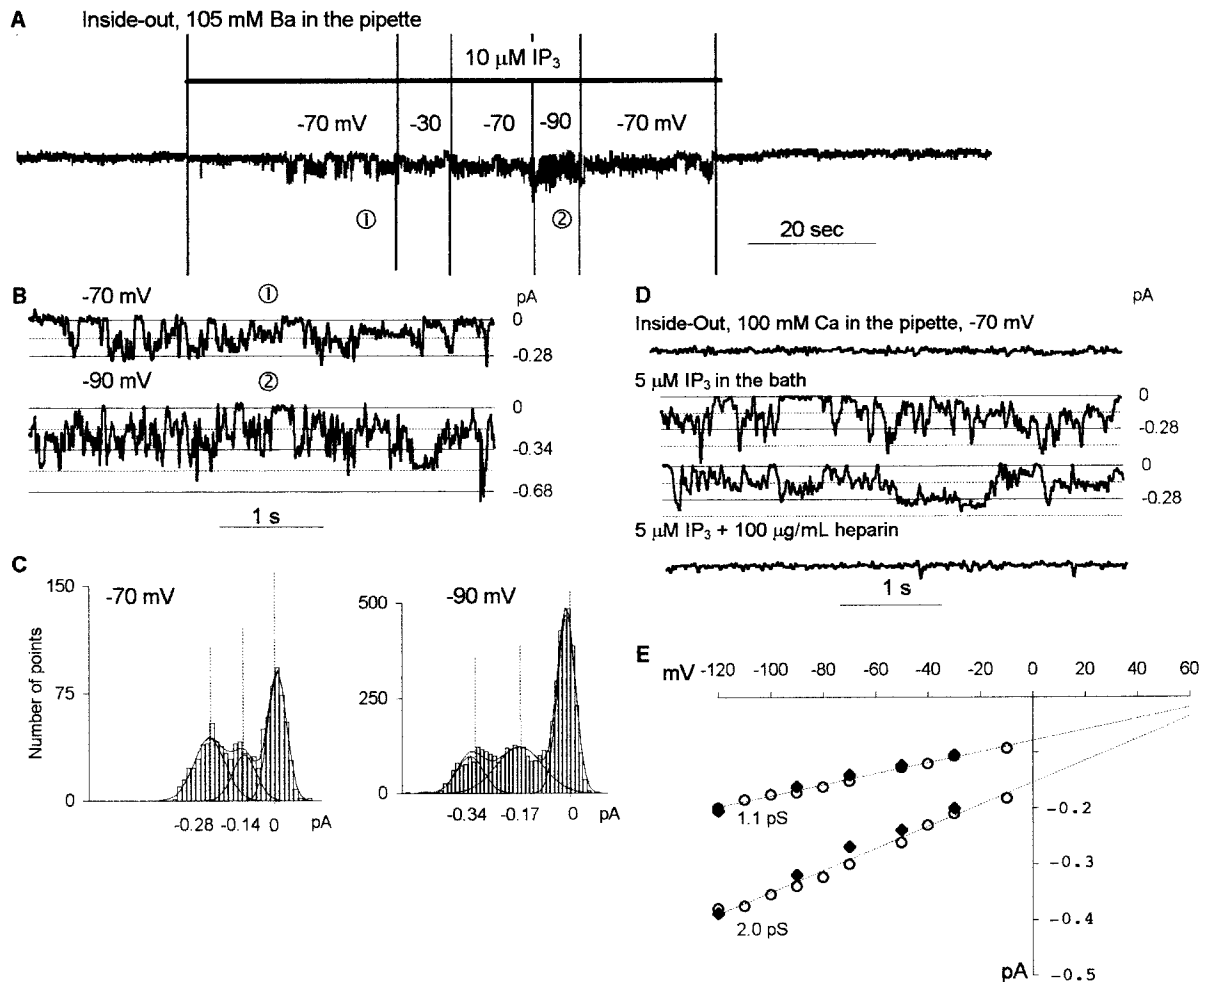 A Inside-out, 105 mM Ba in the pipette
10 μM IP₃
-70 mV -30 -70 -90 -70 mV
① ②
20 sec
B -70 mV ① pA
0
-0.28
-90 mV ②
0
-0.34
-0.68
1 s
C
150
75
0
Number of points
-70 mV
-0.28 -0.14 0 pA
500
250
0
-90 mV
-0.34 -0.17 0 pA
D pA
Inside-Out, 100 mM Ca in the pipette, -70 mV
5 μM IP₃ in the bath
0
-0.28
0
-0.28
5 μM IP₃ + 100 μg/mL heparin
1 s
E
mV -120 -100 -80 -60 -40 -20 0 20 40 60
1.1 pS
-0.2
-0.3
2.0 pS
-0.4
pA -0.5